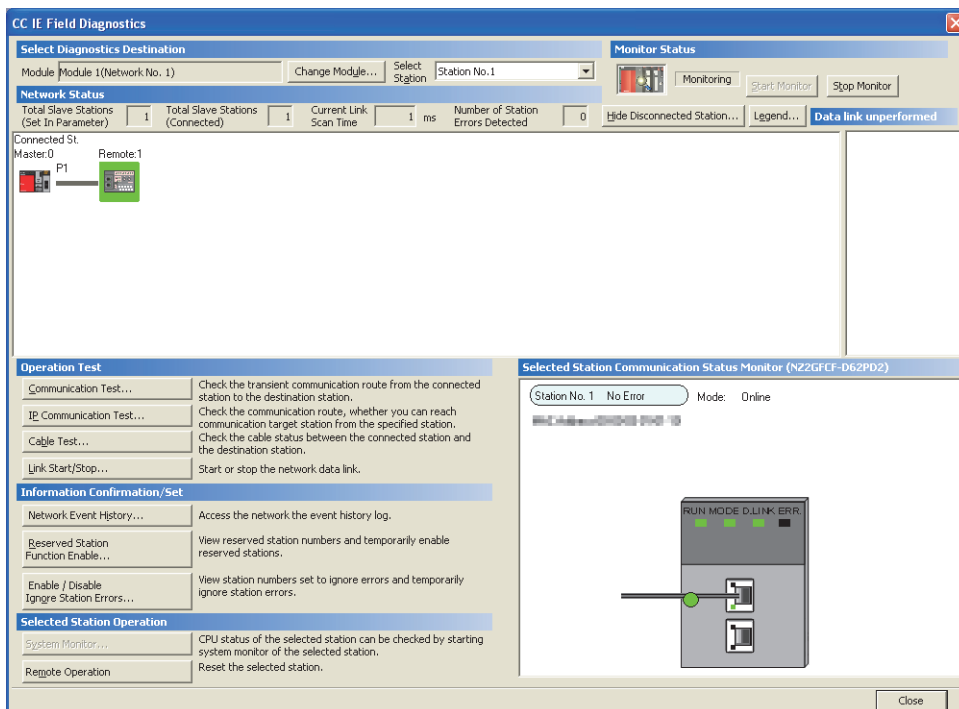 CC IE Field Diagnostics
Select Diagnostics Destination
Monitor Status
Module Module 1(Network No. 1)
Change Module...
Select
Station
Station No.1
Monitoring
Start Monitor
Stop Monitor
Network Status
Total Slave Stations
(Set In Parameter)
1
Total Slave Stations
(Connected)
1
Current Link
Scan Time
1 ms
Number of Station
Errors Detected
0
Hide Disconnected Station...
Legend...
Data link unperformed
Connected St.
Master:0
Remote:1
P1
Operation Test
Communication Test...
Check the transient communication route from the connected
station to the destination station.
IP Communication Test...
Check the communication route, whether you can reach
communication target station from the specified station.
Cable Test...
Check the cable status between the connected station and
the destination station.
Link Start/Stop...
Start or stop the network data link.
Information Confirmation/Set
Network Event History...
Access the network the event history log.
Reserved Station
Function Enable...
View reserved station numbers and temporarily enable
reserved stations.
Enable / Disable
Ignore Station Errors...
View station numbers set to ignore errors and temporarily
ignore station errors.
Selected Station Operation
System Monitor...
CPU status of the selected station can be checked by starting
system monitor of the selected station.
Remote Operation
Reset the selected station.
Selected Station Communication Status Monitor (NZ2GFCF-D62PD2)
Station No. 1 No Error
Mode: Online
RUN MODE D.LINK ERR.
Close